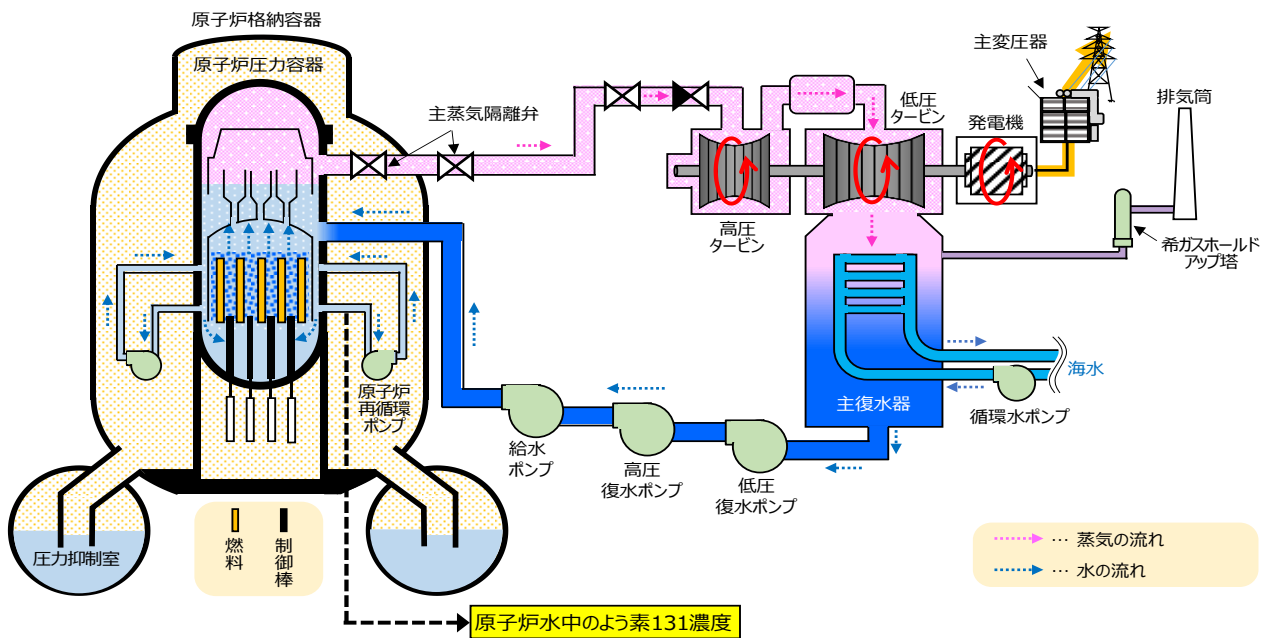 原子炉格納容器
原子炉圧力容器
主蒸気隔離弁
高圧
タービン
低圧
タービン
発電機
主変圧器
排気筒
希ガスホールド
アップ塔
海水
循環水ポンプ
主復水器
低圧
復水ポンプ
高圧
復水ポンプ
給水
ポンプ
原子炉
再循環
ポンプ
圧力抑制室
燃料
制御棒
… 蒸気の流れ
… 水の流れ
原子炉水中のよう素131濃度